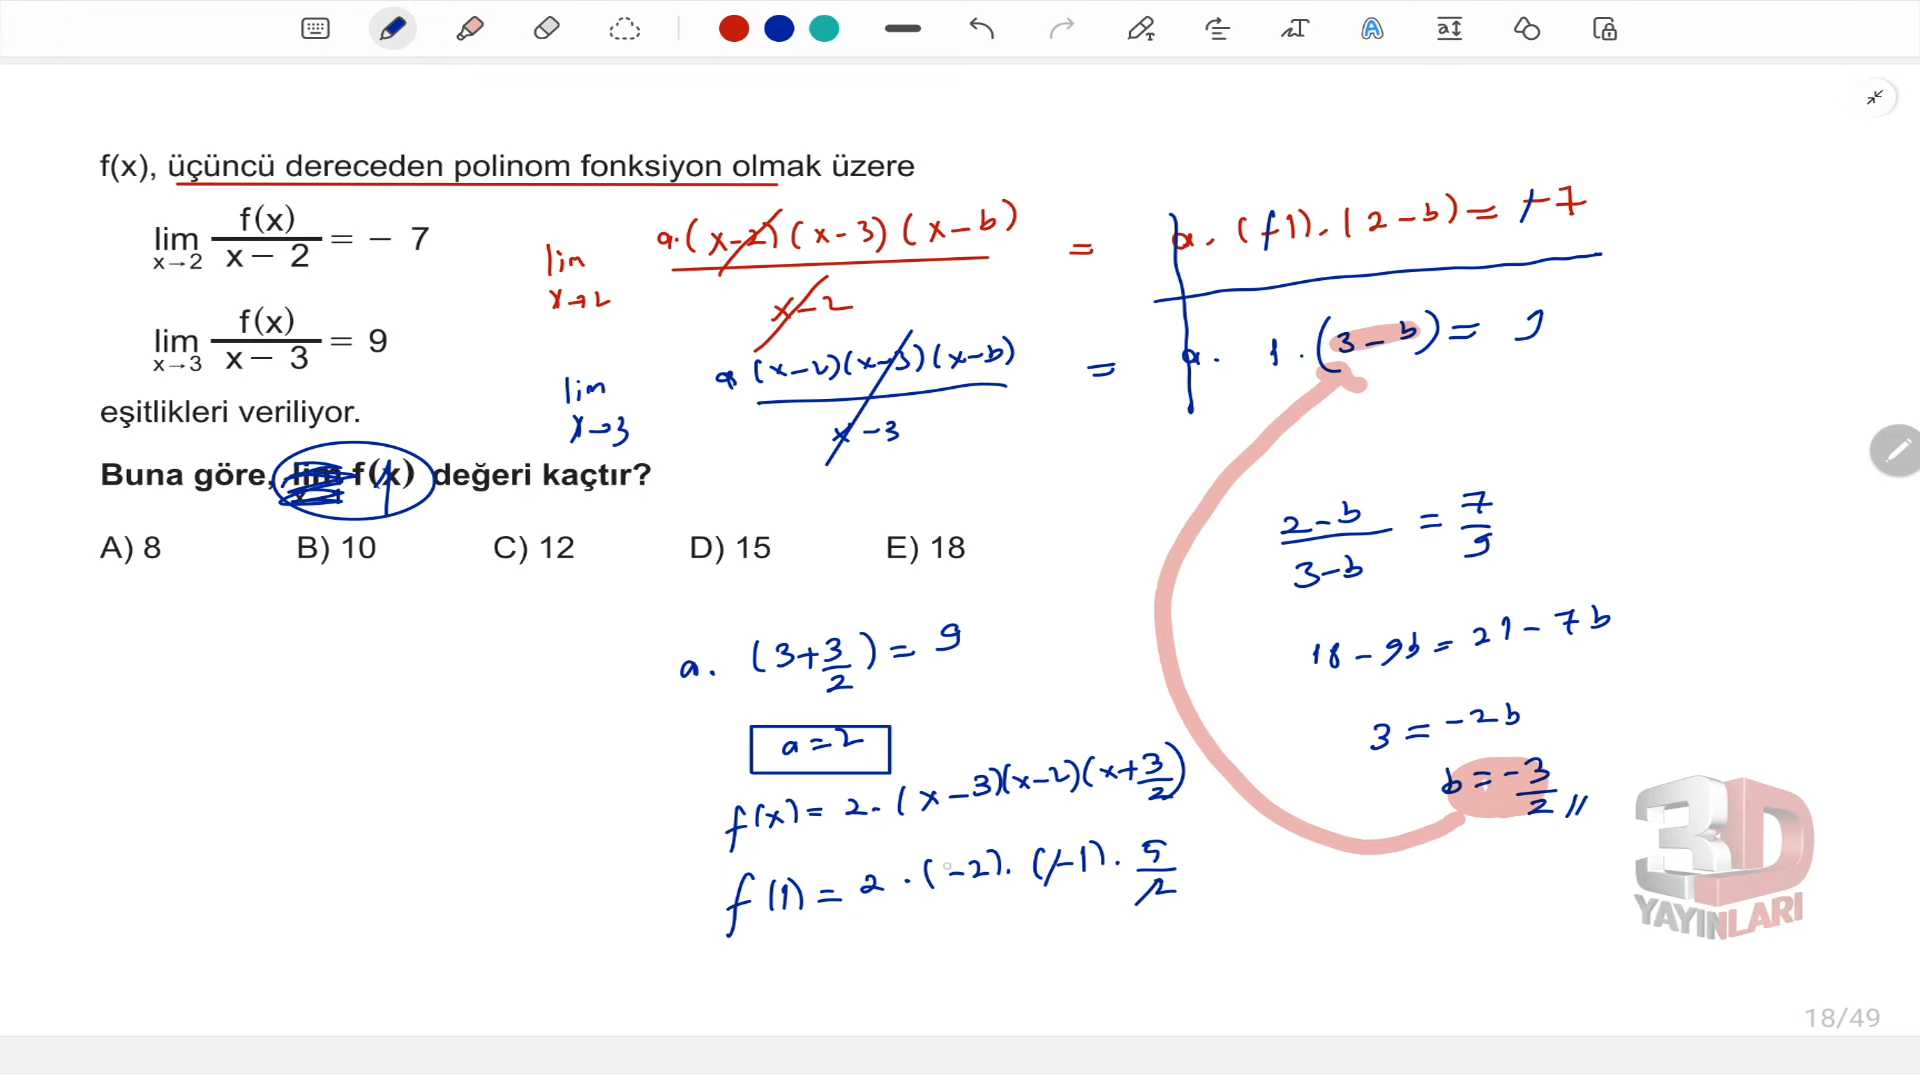 f(x), üçüncü dereceden polinom fonksiyon olmak üzere
lim x→2 f(x) / x − 2 = − 7
lim x→3 f(x) / x − 3 = 9
eşitlikleri veriliyor.
Buna göre, lim f(x) değeri kaçtır?
A) 8 B) 10 C) 12 D) 15 E) 18
lim x→2 a.(x-2)(x-3)(x-b) / x-2 = a.(-1).(2-b) = -7
lim x→3 a(x-2)(x-3)(x-b) / x-3 = a. 1.(3-b) = 9
2-b / 3-b = 7/9
18-9b = 21-7b
3 = -2b
b = -3/2 //
a. (3+3/2) = 9
a=2
f(x) = 2.(x-3)(x-2)(x+3/2)
f(1) = 2.(-2).(-1).5/2
3D
YAYINLARI
18/49